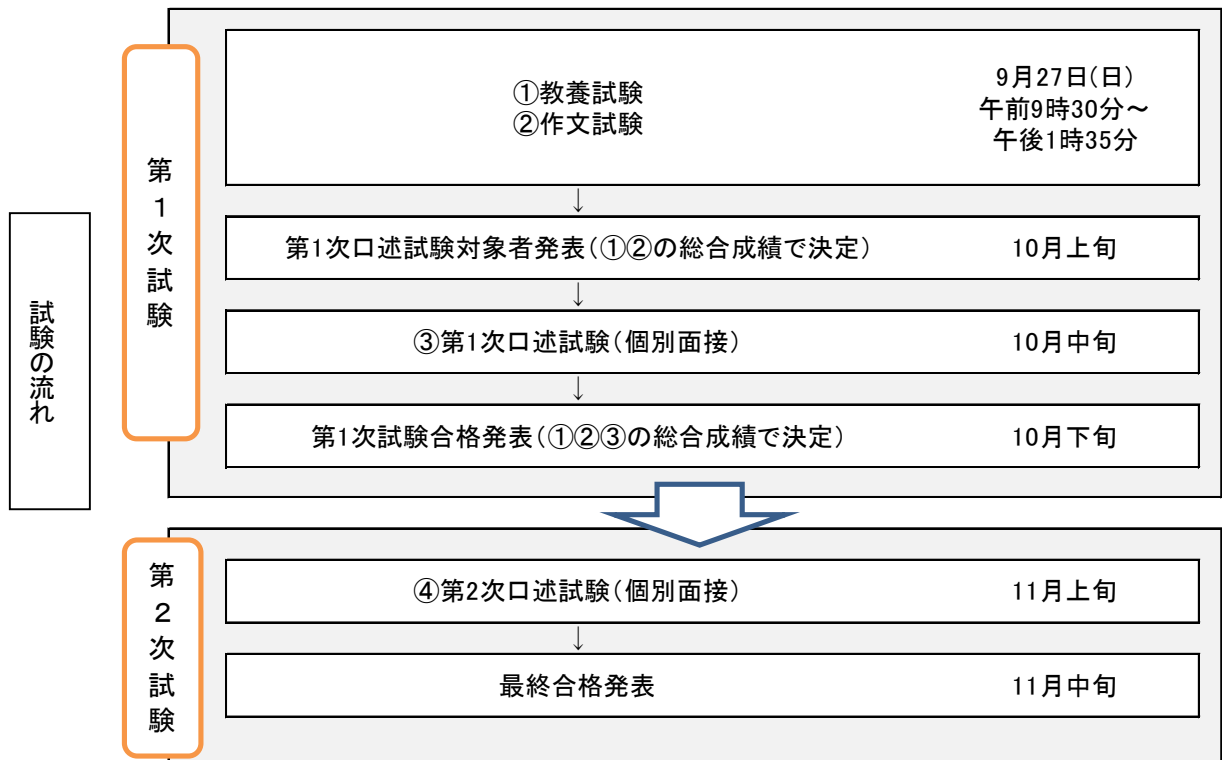 試験の流れ
第1次試験
①教養試験
②作文試験
9月27日(日)
午前9時30分～
午後1時35分
↓
第1次口述試験対象者発表(①②の総合成績で決定)
10月上旬
↓
③第1次口述試験(個別面接)
10月中旬
↓
第1次試験合格発表(①②③の総合成績で決定)
10月下旬
第2次試験
④第2次口述試験(個別面接)
11月上旬
↓
最終合格発表
11月中旬